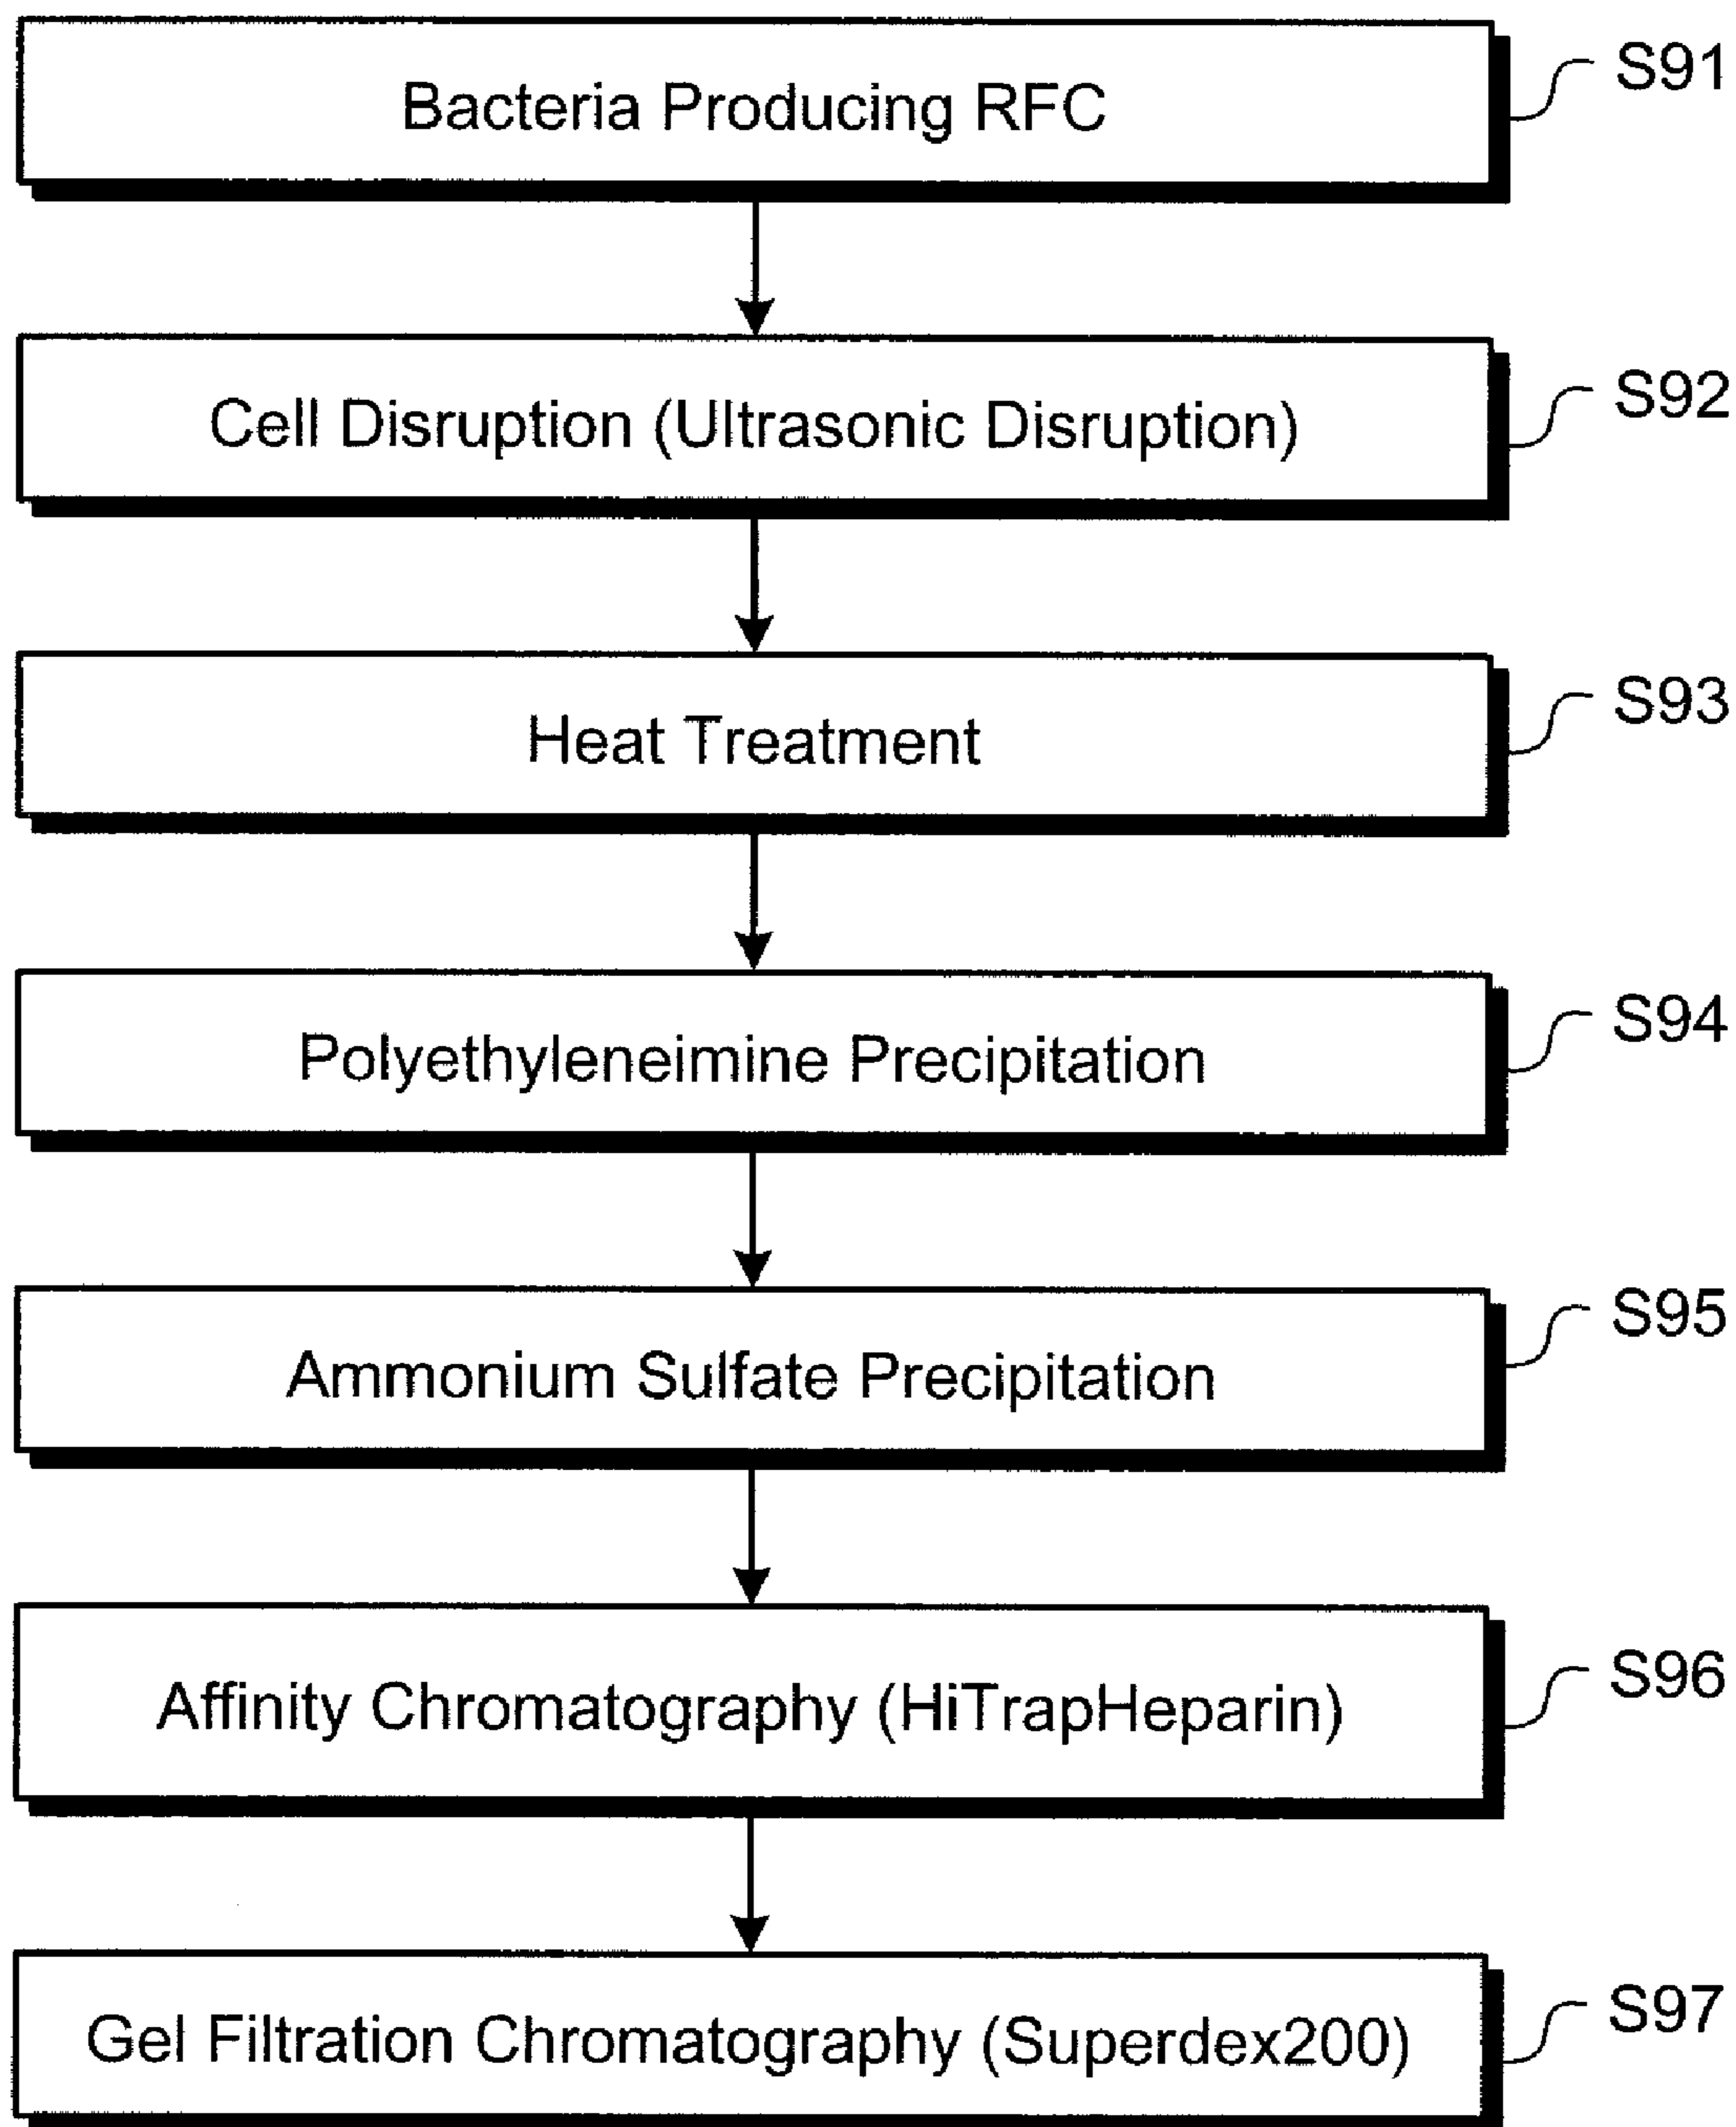 Bacteria Producing RFC
S91
Cell Disruption (Ultrasonic Disruption)
S92
Heat Treatment
S93
Polyethyleneimine Precipitation
S94
Ammonium Sulfate Precipitation
S95
Affinity Chromatography (HiTrapHeparin)
S96
Gel Filtration Chromatography (Superdex200)
S97